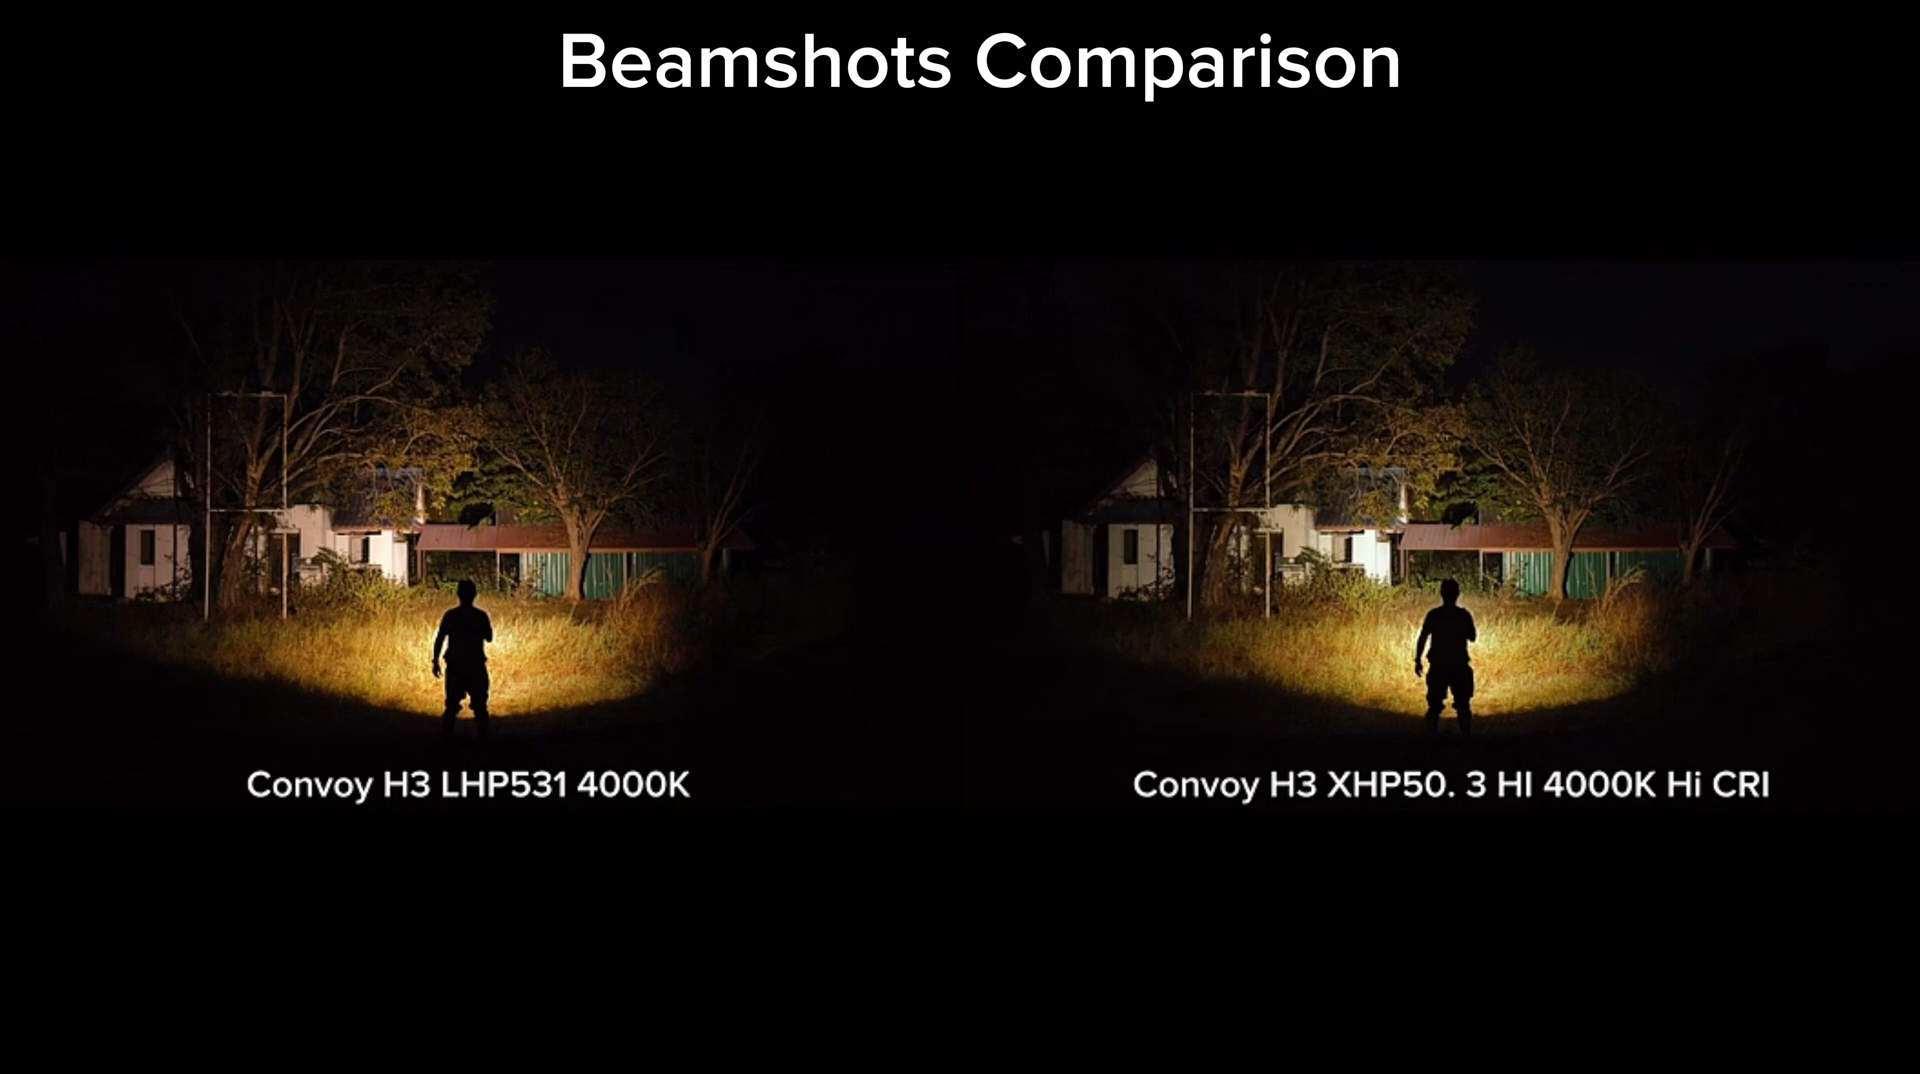 Beamshots Comparison
Convoy H3 LHP531 4000K
Convoy H3 XHP50. 3 HI 4000K Hi CRI